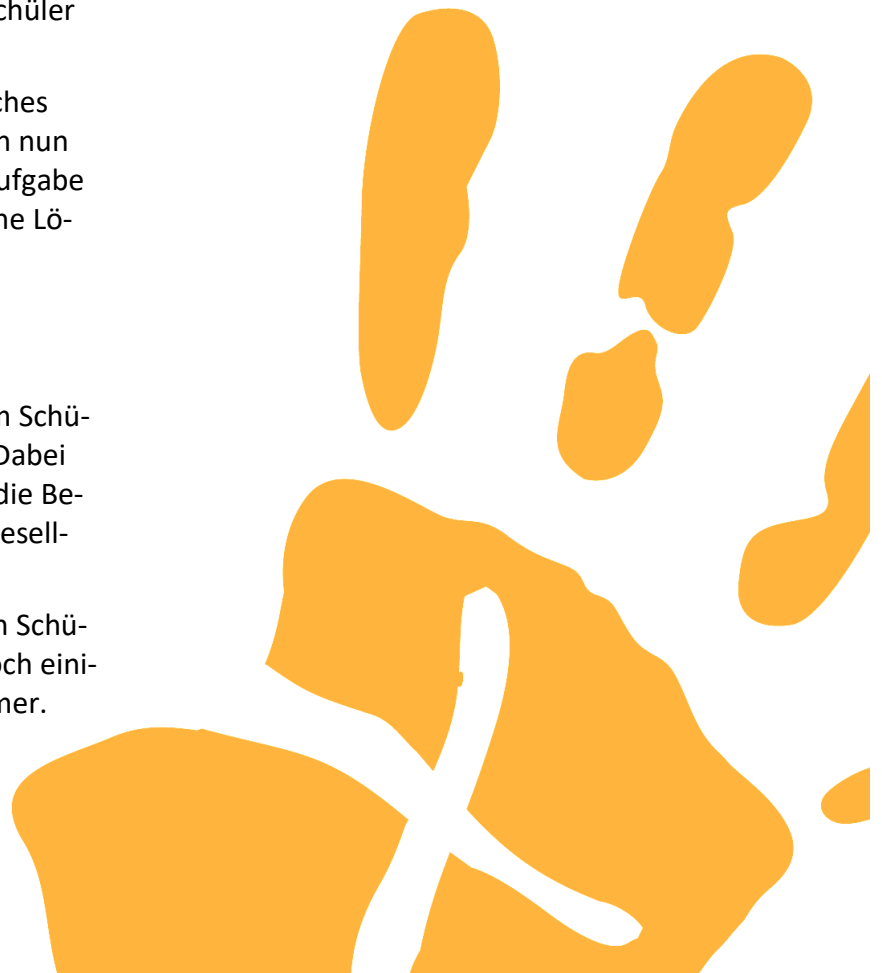 chüler
ches
n nun
ufgabe
ne Lö-
n Schü-
Dabei
die Be-
esell-
n Schü-
och eini-
mer.